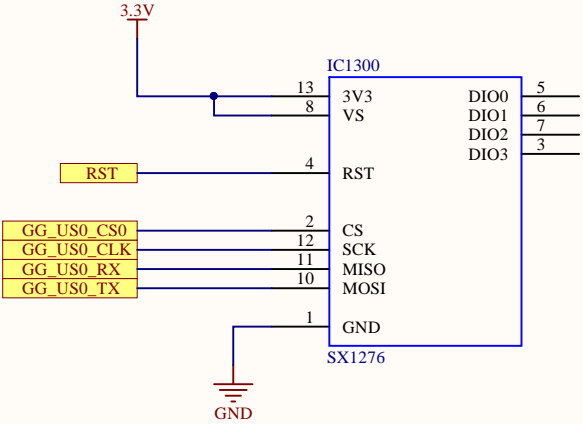 3.3V
IC1300
13 3V3 DIO0 5
8 VS DIO1 6
DIO2 7
DIO3 3
RST 4 RST
GG_US0_CS0 2 CS
GG_US0_CLK 12 SCK
GG_US0_RX 11 MISO
GG_US0_TX 10 MOSI
1 GND
SX1276
GND